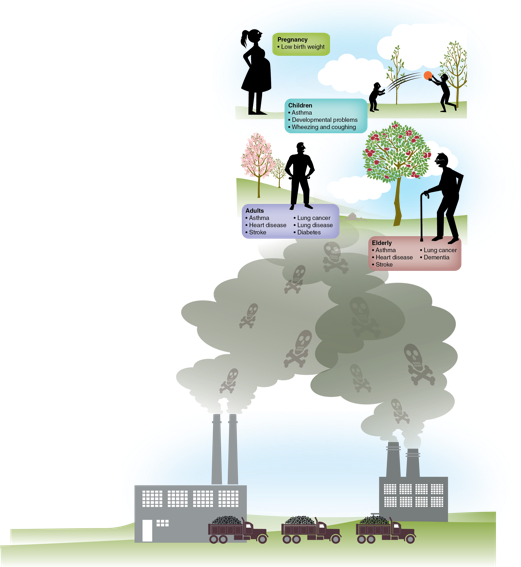 Pregnancy
• Low birth weight
Children
• Asthma
• Developmental problems
• Wheezing and coughing
Adults
• Asthma
• Heart disease
• Stroke
• Lung cancer
• Lung disease
• Diabetes
Elderly
• Asthma
• Heart disease
• Stroke
• Lung cancer
• Dementia